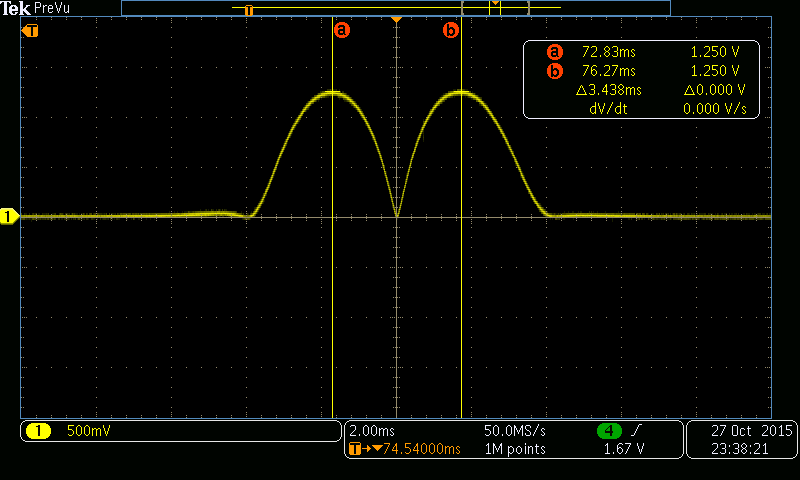 Tek PreVu
T
T a b
a 72.83ms 1.250 V
b 76.27ms 1.250 V
Δ3.438ms Δ0.000 V
dV/dt 0.000 V/s
1
1 500mV
2.00ms 50.0MS/s 4
T→▼74.54000ms 1M points 1.67 V
27 Oct 2015
23:38:21